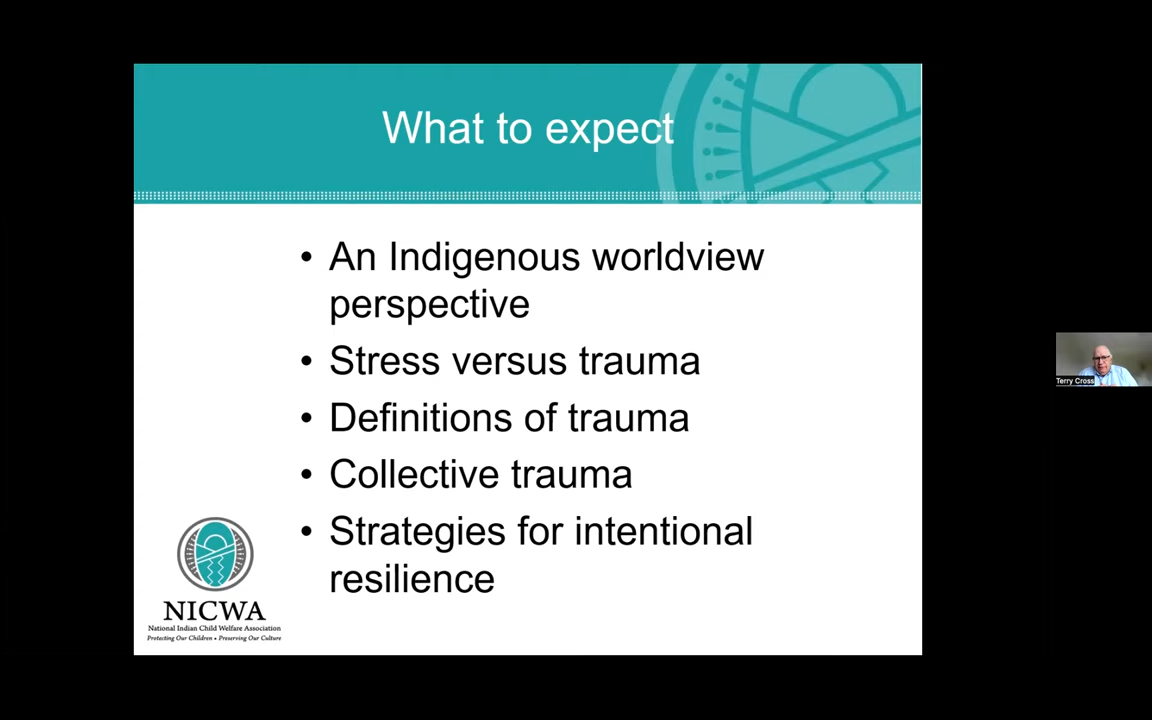 What to expect
• An Indigenous worldview
perspective
• Stress versus trauma
• Definitions of trauma
• Collective trauma
• Strategies for intentional
resilience
NICWA
National Indian Child Welfare Association
Protecting Our Children • Preserving Our Culture
Terry Cross